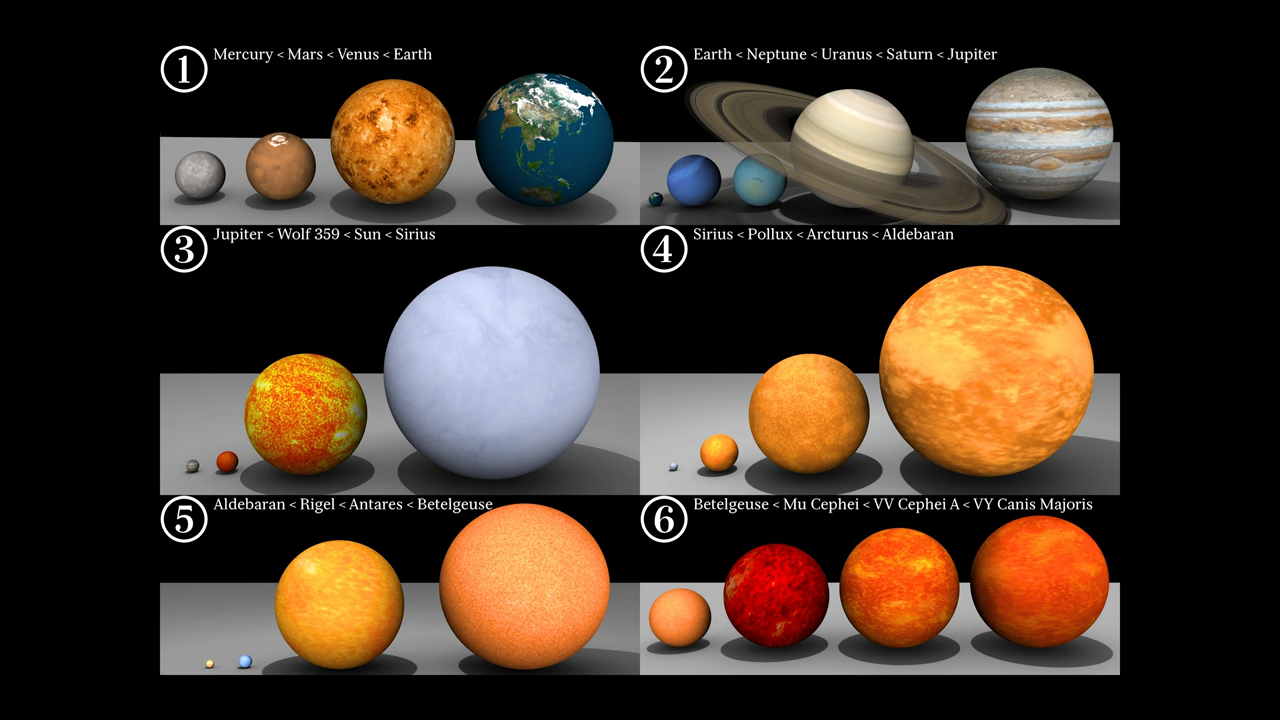 1
Mercury < Mars < Venus < Earth
2
Earth < Neptune < Uranus < Saturn < Jupiter
3
Jupiter < Wolf 359 < Sun < Sirius
4
Sirius < Pollux < Arcturus < Aldebaran
5
Aldebaran < Rigel < Antares < Betelgeuse
6
Betelgeuse < Mu Cephei < VV Cephei A < VY Canis Majoris